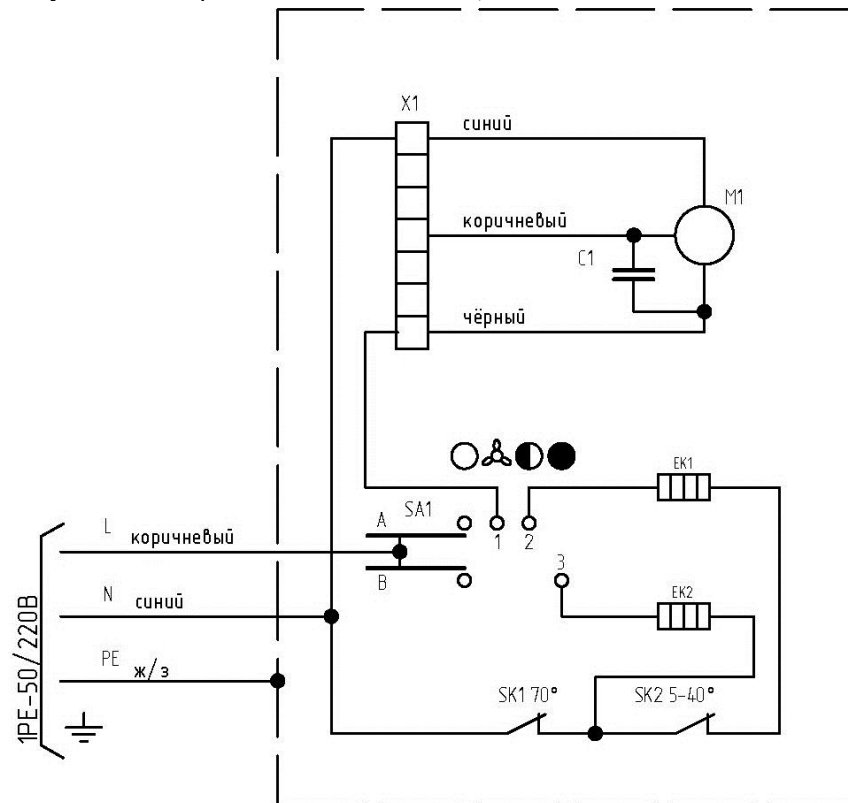 X1
синий
M1
коричневый
C1
чёрный
EK1
SA1
A
1
2
L
коричневый
B
3
N
синий
EK2
1PE-50/220В
PE
ж/з
SK1 70°
SK2 5-40°